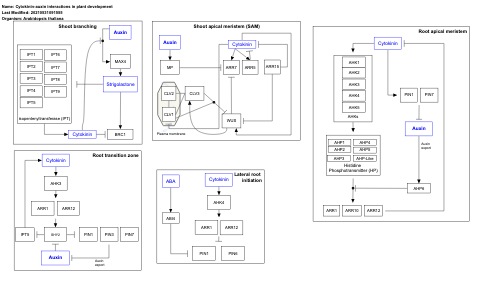 Name: Cytokinin-auxin interactions in plant development
Organism: Arabidopsis thaliana
Shoot branching
Auxin
MAX4
Strigolactone
IPT1
IPT6
IPT2
IPT7
IPT3
IPT8
IPT4
IPT9
IPT5
Isopentenyltransferase (IPT)
Cytokinin
BRC1
Shoot apical meristem (SAM)
Auxin
Cytokinin
MP
ARR7
ARR5
ARR15
CLV2
CLV3
CLV1
WUS
Plasma membrane
Root apical meristem
Cytokinin
AHK1
AHK2
AHK3
AHK4
AHK5
AHKs
PIN1
PIN7
Auxin
Auxin
export
AHP1
AHP4
AHP2
AHP5
AHP3
AHP-Like
Histidine
Phosphotransmitter (HP)
AHP6
ARR1
ARR10
ARR12
Root transition zone
Cytokinin
AHK3
ARR1
ARR12
IPT5
SHY2
PIN1
PIN3
PIN7
Auxin
Auxin
export
Lateral root
initiation
ABA
Cytokinin
AHK4
ABI4
ARR1
ARR12
PIN1
PIN6